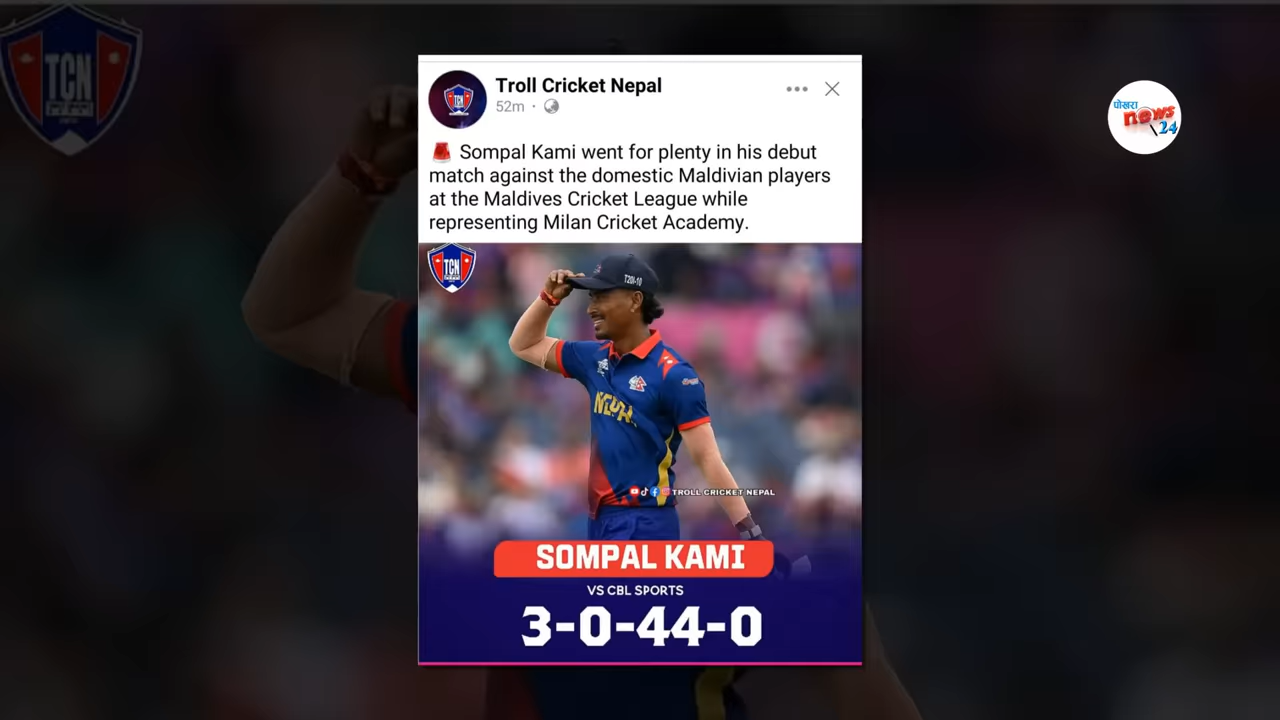 TCN
पोखरा
news
24
Troll Cricket Nepal
52m ·
Sompal Kami went for plenty in his debut
match against the domestic Maldivian players
at the Maldives Cricket League while
representing Milan Cricket Academy.
TCN
T20I-10
NEPAL
TROLL CRICKET NEPAL
SOMPAL KAMI
VS CBL SPORTS
3-0-44-0